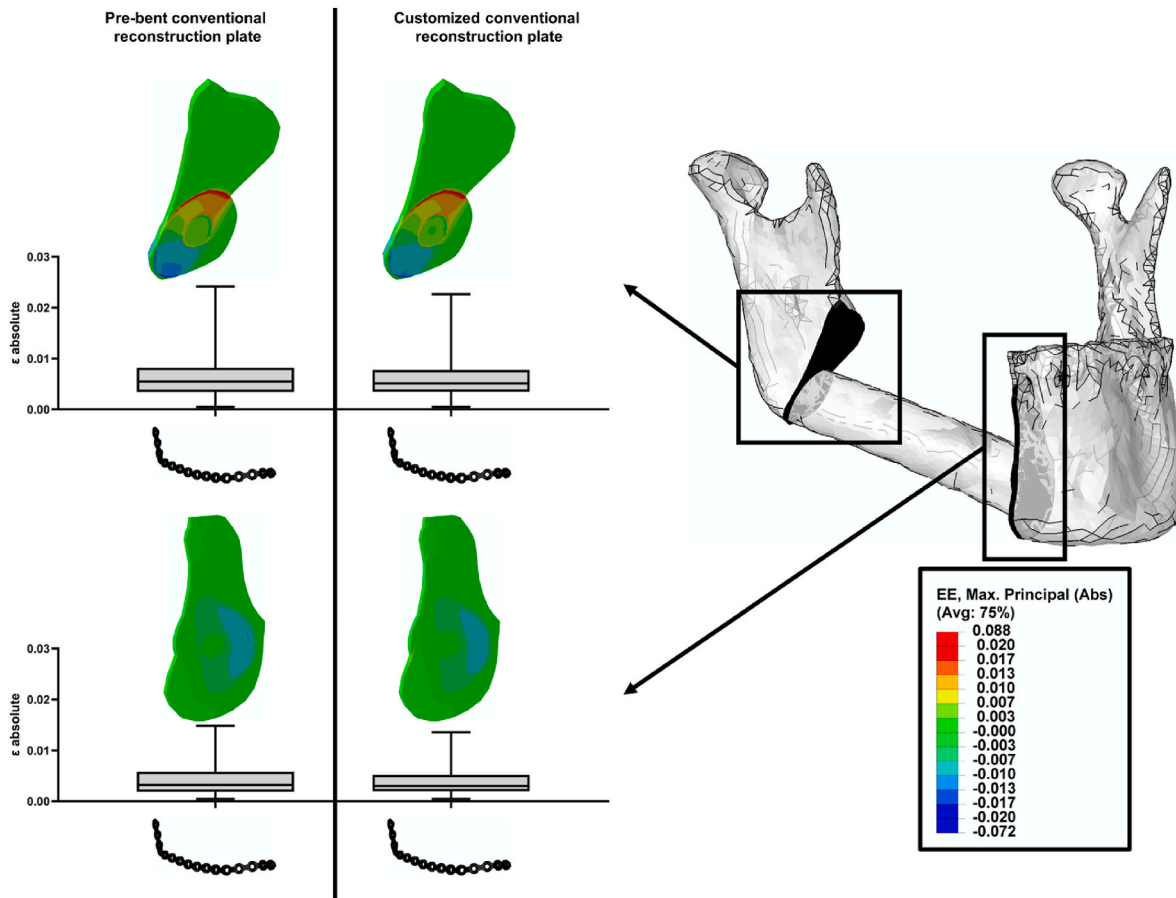 Pre-bent conventional
reconstruction plate
Customized conventional
reconstruction plate
0.03
0.02
0.01
0.00
ε absolute
0.03
0.02
0.01
0.00
ε absolute
EE, Max. Principal (Abs)
(Avg: 75%)
0.088
0.020
0.017
0.013
0.010
0.007
0.003
-0.000
-0.003
-0.007
-0.010
-0.013
-0.017
-0.020
-0.072